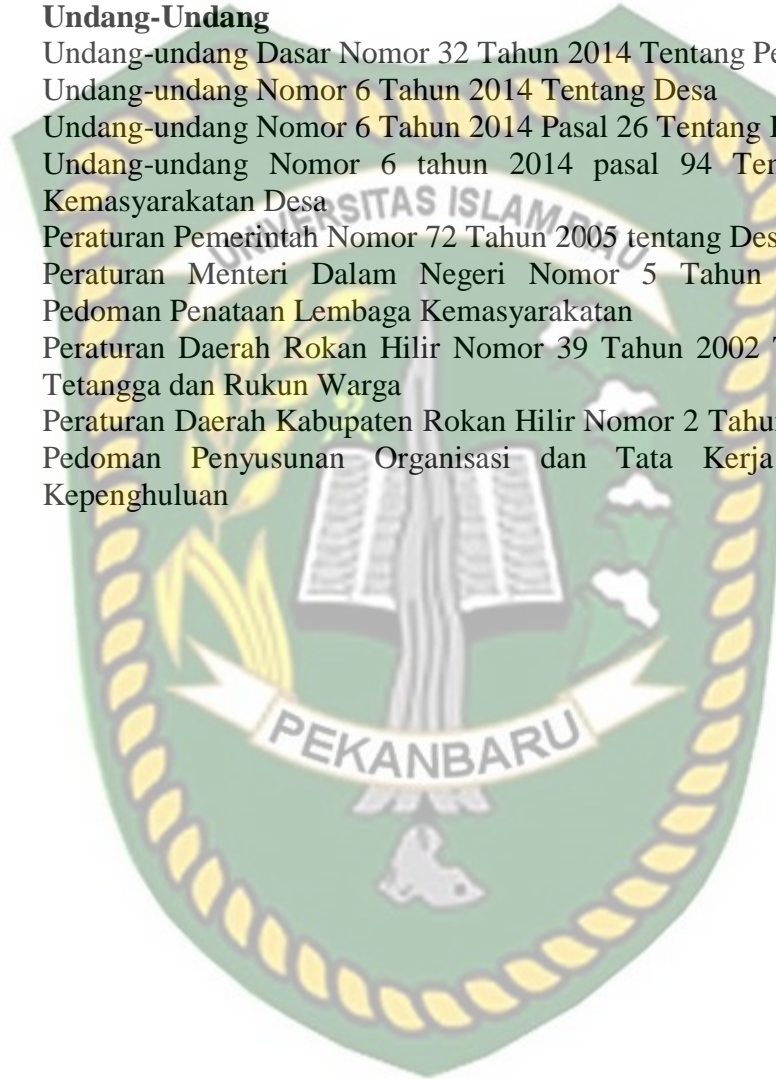 Undang-Undang
Undang-undang Dasar Nomor 32 Tahun 2014 Tentang Pe
Undang-undang Nomor 6 Tahun 2014 Tentang Desa
Undang-undang Nomor 6 Tahun 2014 Pasal 26 Tentang
Undang-undang Nomor 6 tahun 2014 pasal 94 Ten
Kemasyarakatan Desa
UNIVERSITAS ISLAM RIAU
Peraturan Pemerintah Nomor 72 Tahun 2005 tentang Des
Peraturan Menteri Dalam Negeri Nomor 5 Tahun
Pedoman Penataan Lembaga Kemasyarakatan
Peraturan Daerah Rokan Hilir Nomor 39 Tahun 2002
Tetangga dan Rukun Warga
Peraturan Daerah Kabupaten Rokan Hilir Nomor 2 Tahu
Pedoman Penyusunan Organisasi dan Tata Kerja
Kepenghuluan
PEKANBARU